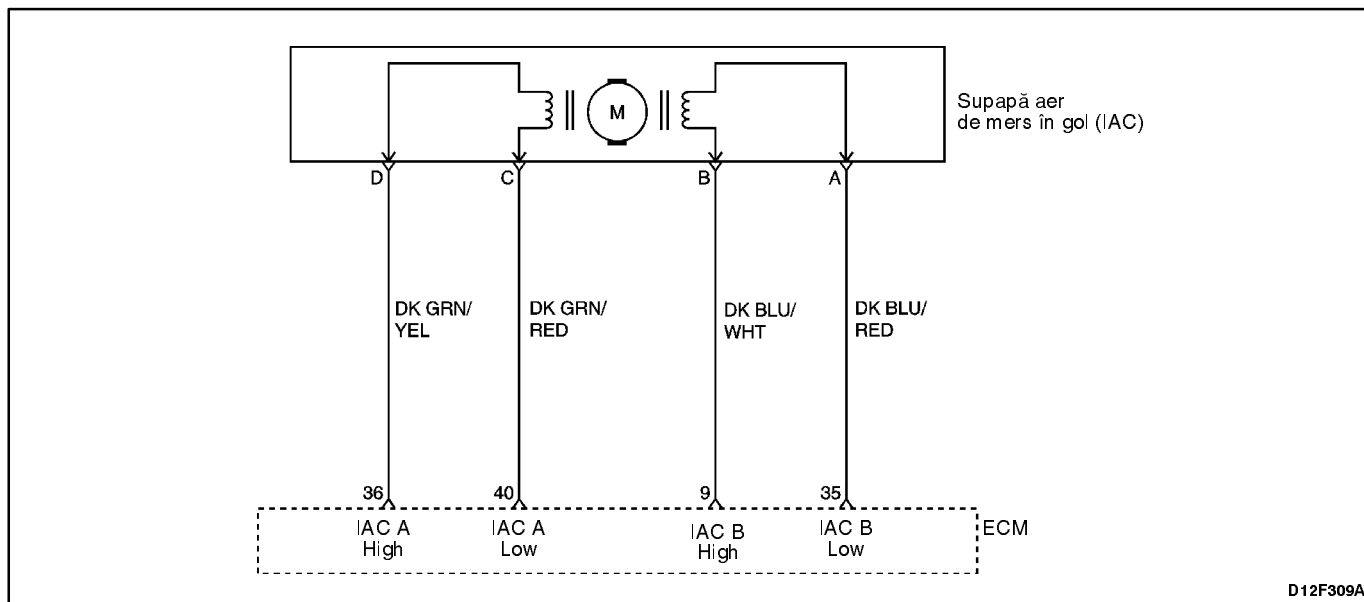 M
Supapă aer
de mers în gol (IAC)
D
C
B
A
DK GRN/
YEL
DK GRN/
RED
DK BLU/
WHT
DK BLU/
RED
36
40
9
35
IAC A
High
IAC A
Low
IAC B
High
IAC B
Low
ECM
D12F309A